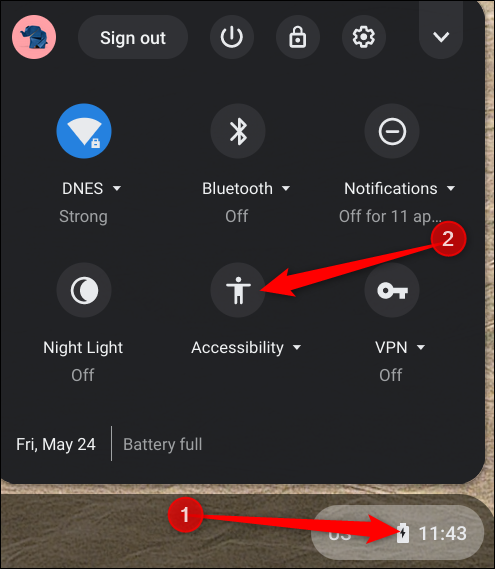 Sign out
DNES
Strong
Bluetooth
Off
Notifications
Off for 11 ap...
Night Light
Off
Accessibility
VPN
Off
Fri, May 24
Battery full
US
11:43
1
2